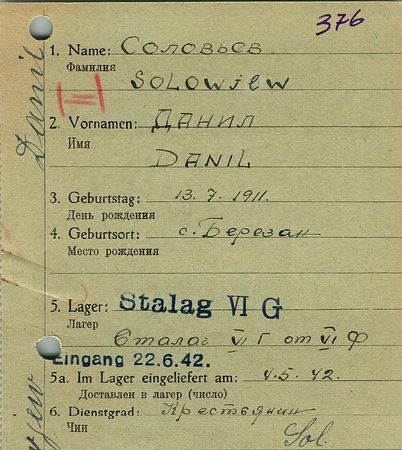 376
1. Name: Соловьев
Фамилия
SOLOWJEW
II
2. Vornamen: Данил
Имя
DANIL
3. Geburtstag: 13. 7. 1911.
День рождения
4. Geburtsort: с. Березан
Место рождения
5. Lager: Stalag VI G
Лагерь
Сталаг VI Г от VI Ф
Eingang 22.6.42.
5a. Im Lager eingeliefert am: 4.5.42.
Доставлен в лагерь (число)
6. Dienstgrad: Крестьянин
Чин
Sol.
Danil